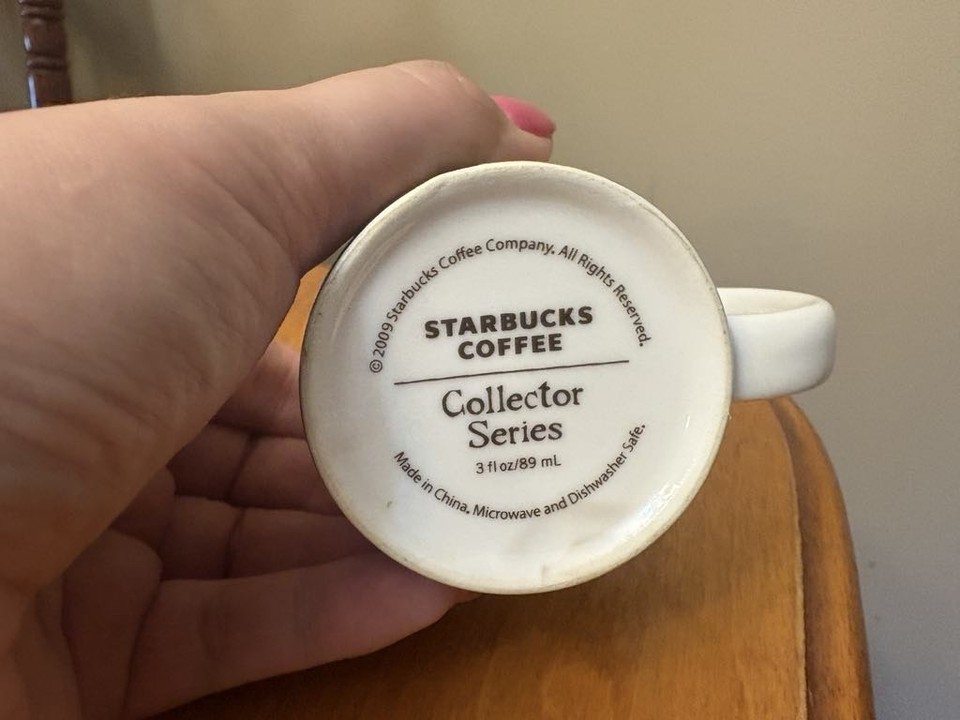 © 2009 Starbucks Coffee Company. All Rights Reserved.
STARBUCKS
COFFEE
Collector
Series
3 fl oz/89 mL
Made in China. Microwave and Dishwasher Safe.